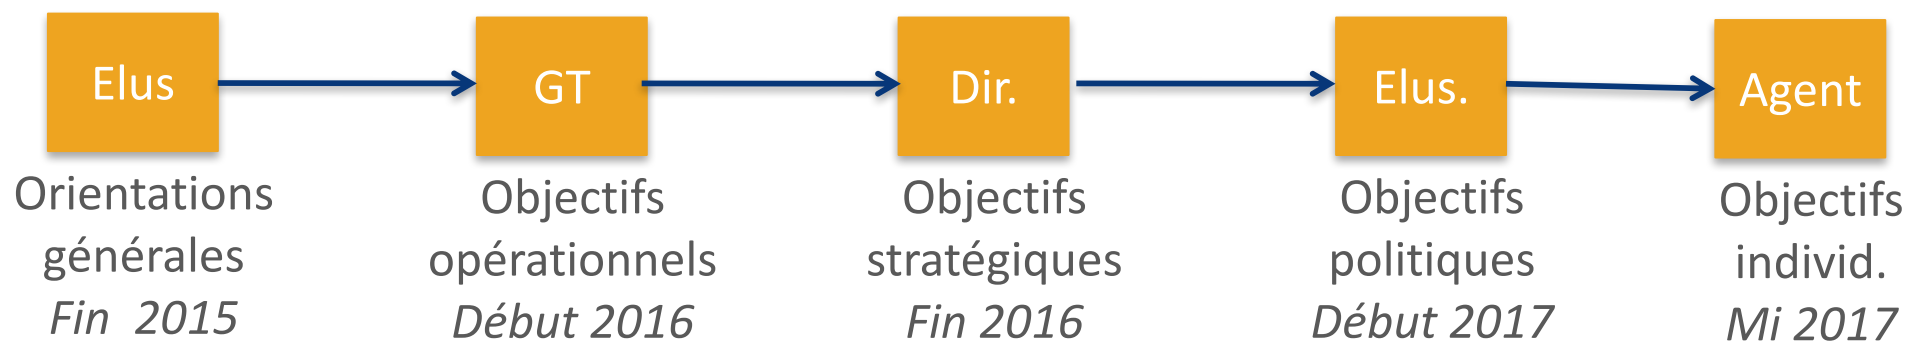 Elus
Orientations
générales
Fin 2015
GT
Objectifs
opérationnels
Début 2016
Dir.
Objectifs
stratégiques
Fin 2016
Elus.
Objectifs
politiques
Début 2017
Agent
Objectifs
individ.
Mi 2017